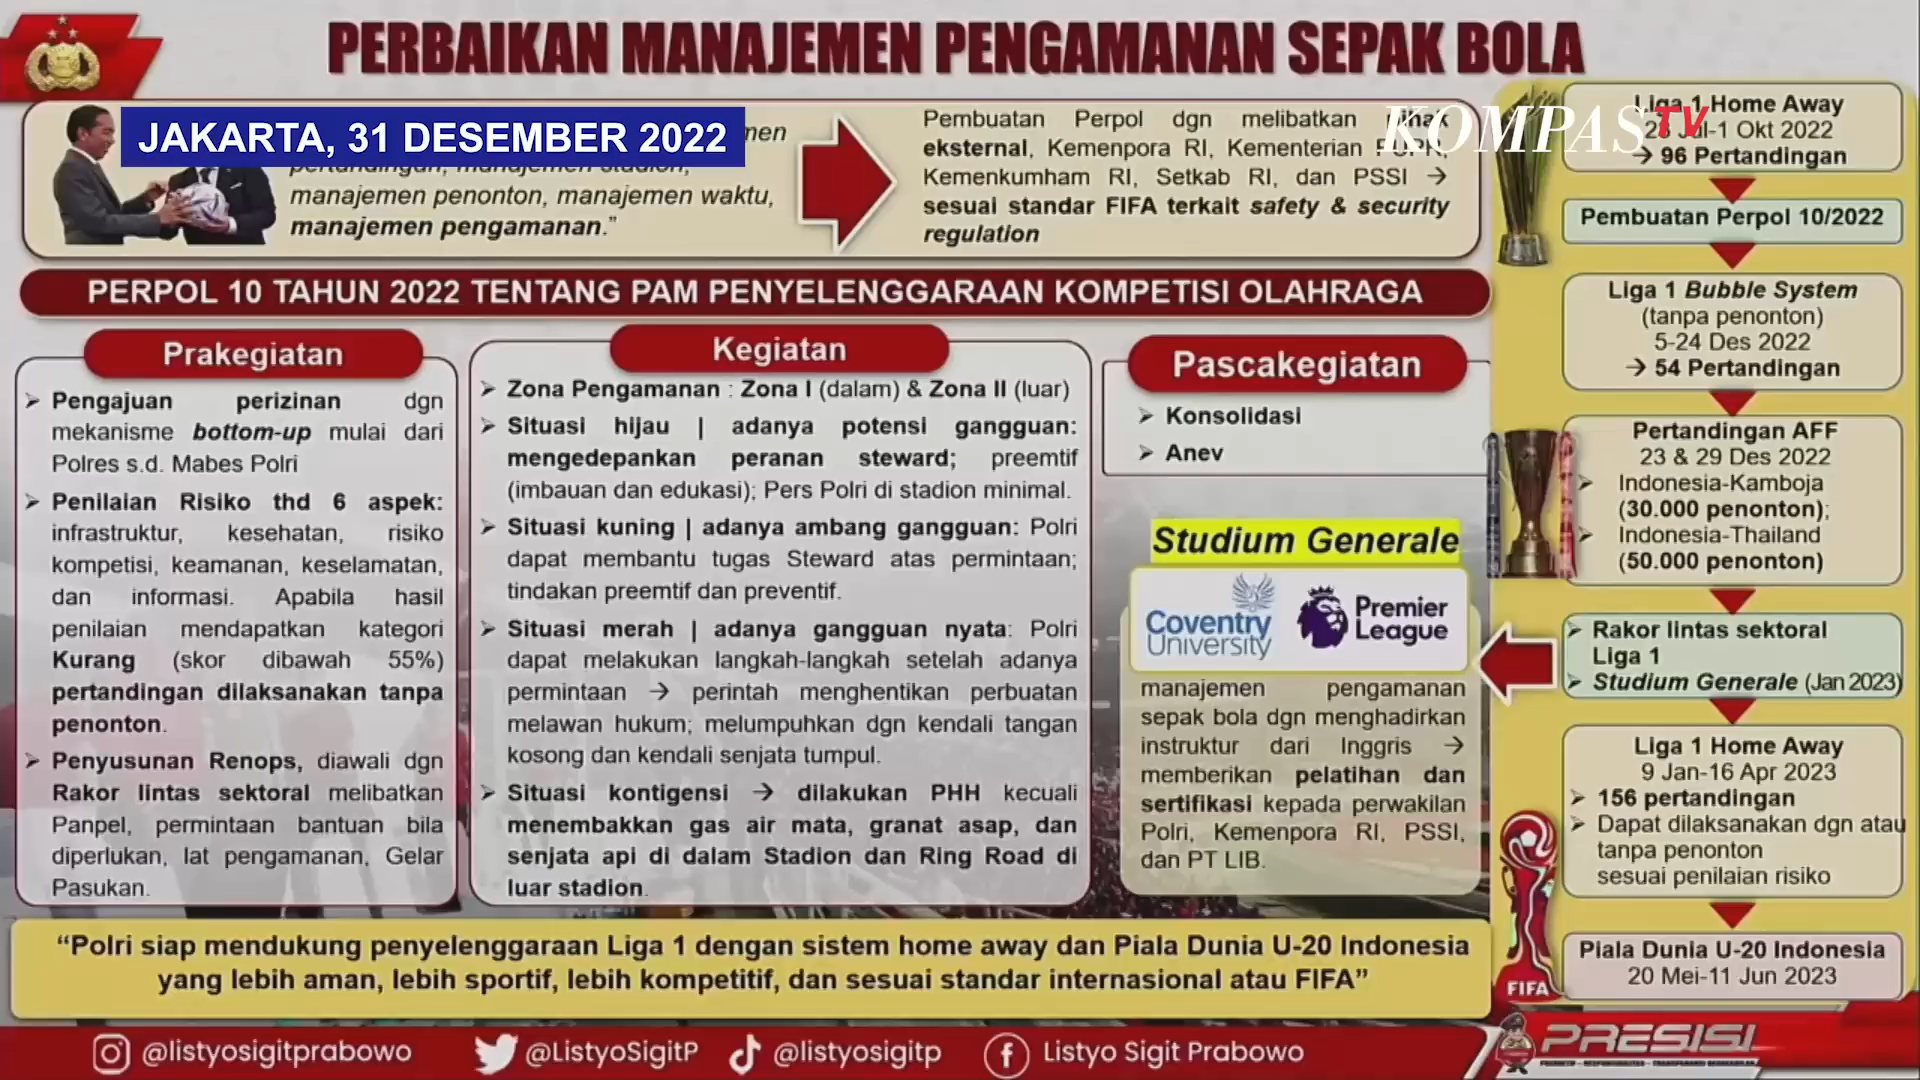 PERBAIKAN MANAJEMEN PENGAMANAN SEPAK BOLA
JAKARTA, 31 DESEMBER 2022
manajemen penonton, manajemen waktu,
manajemen pengamanan.”
Pembuatan Perpol dgn melibatkan pihak
eksternal, Kemenpora RI, Kementerian PUPR,
Kemenkumham RI, Setkab RI, dan PSSI →
sesuai standar FIFA terkait safety & security
regulation
KOMPAS TV
PERPOL 10 TAHUN 2022 TENTANG PAM PENYELENGGARAAN KOMPETISI OLAHRAGA
Prakegiatan
➢ Pengajuan perizinan dgn
mekanisme bottom-up mulai dari
Polres s.d. Mabes Polri
➢ Penilaian Risiko thd 6 aspek:
infrastruktur, kesehatan, risiko
kompetisi, keamanan, keselamatan,
dan informasi. Apabila hasil
penilaian mendapatkan kategori
Kurang (skor dibawah 55%)
pertandingan dilaksanakan tanpa
penonton.
➢ Penyusunan Renops, diawali dgn
Rakor lintas sektoral melibatkan
Panpel, permintaan bantuan bila
diperlukan, lat pengamanan, Gelar
Pasukan.
Kegiatan
➢ Zona Pengamanan : Zona I (dalam) & Zona II (luar)
➢ Situasi hijau | adanya potensi gangguan:
mengedepankan peranan steward; preemtif
(imbauan dan edukasi); Pers Polri di stadion minimal.
➢ Situasi kuning | adanya ambang gangguan: Polri
dapat membantu tugas Steward atas permintaan;
tindakan preemtif dan preventif.
➢ Situasi merah | adanya gangguan nyata: Polri
dapat melakukan langkah-langkah setelah adanya
permintaan → perintah menghentikan perbuatan
melawan hukum; melumpuhkan dgn kendali tangan
kosong dan kendali senjata tumpul.
➢ Situasi kontigensi → dilakukan PHH kecuali
menembakkan gas air mata, granat asap, dan
senjata api di dalam Stadion dan Ring Road di
luar stadion.
Pascakegiatan
➢ Konsolidasi
➢ Anev
Studium Generale
Coventry
University
Premier
League
manajemen pengamanan
sepak bola dgn menghadirkan
instruktur dari Inggris →
memberikan pelatihan dan
sertifikasi kepada perwakilan
Polri, Kemenpora RI, PSSI,
dan PT LIB.
Liga 1 Home Away
Jul-1 Okt 2022
→ 96 Pertandingan
Pembuatan Perpol 10/2022
Liga 1 Bubble System
(tanpa penonton)
5-24 Des 2022
→ 54 Pertandingan
Pertandingan AFF
23 & 29 Des 2022
➢ Indonesia-Kamboja
(30.000 penonton);
➢ Indonesia-Thailand
(50.000 penonton)
➢ Rakor lintas sektoral
Liga 1
➢ Studium Generale (Jan 2023)
Liga 1 Home Away
9 Jan-16 Apr 2023
➢ 156 pertandingan
➢ Dapat dilaksanakan dgn atau
tanpa penonton
sesuai penilaian risiko
Piala Dunia U-20 Indonesia
20 Mei-11 Jun 2023
FIFA
“Polri siap mendukung penyelenggaraan Liga 1 dengan sistem home away dan Piala Dunia U-20 Indonesia
yang lebih aman, lebih sportif, lebih kompetitif, dan sesuai standar internasional atau FIFA”
@listyosigitprabowo
@ListyoSigitP
@listyosigitp
Listyo Sigit Prabowo
PRESISI